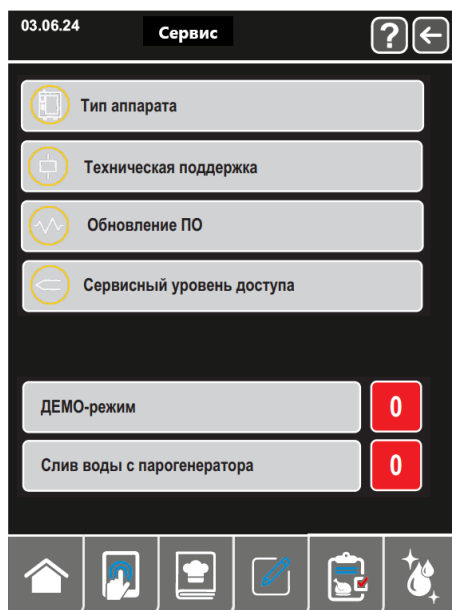 03.06.24
Сервис
?
Тип аппарата
Техническая поддержка
Обновление ПО
Сервисный уровень доступа
ДЕМО-режим
0
Слив воды с парогенератора
0